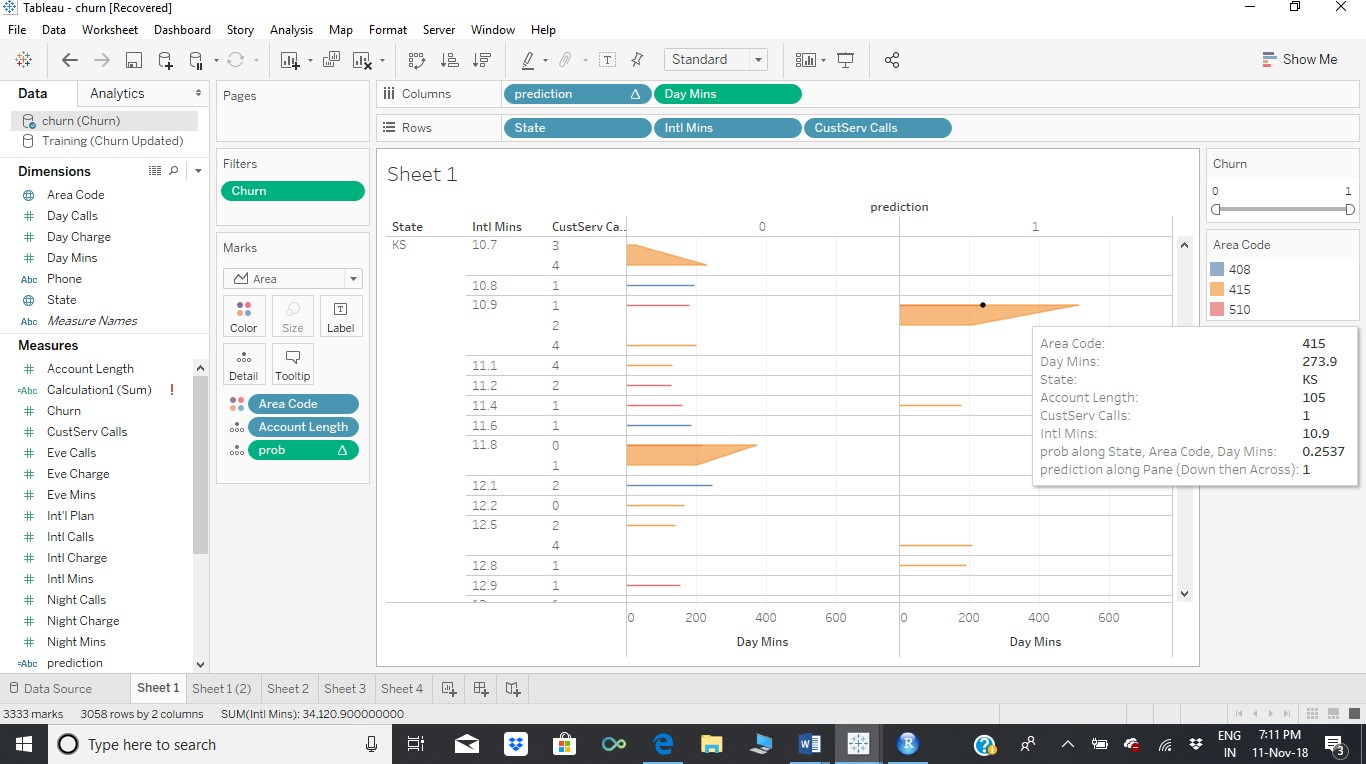 Tableau - churn [Recovered]
File Data Worksheet Dashboard Story Analysis Map Format Server Window Help
Standard
Show Me
Data Analytics
churn (Churn)
Training (Churn Updated)
Dimensions
Area Code
Day Calls
Day Charge
Day Mins
Abc Phone
State
Abc Measure Names
Measures
Account Length
=Abc Calculation1 (Sum) !
Churn
CustServ Calls
Eve Calls
Eve Charge
Eve Mins
Int'l Plan
Intl Calls
Intl Charge
Intl Mins
Night Calls
Night Charge
Night Mins
=Abc prediction
Pages
Filters
Churn
Marks
Area
Color Size Label
Detail Tooltip
Area Code
Account Length
prob Δ
Columns prediction Δ Day Mins
Rows State Intl Mins CustServ Calls
Sheet 1
prediction
State Intl Mins CustServ Ca.. 0 1
KS 10.7 3
4
10.8 1
10.9 1
2
4
11.1 4
11.2 2
11.4 1
11.6 1
11.8 0
1
12.1 2
12.2 0
12.5 2
4
12.8 1
12.9 1
0 200 400 600 0 200 400 600
Day Mins Day Mins
Churn
0 1
Area Code
408
415
510
Area Code: 415
Day Mins: 273.9
State: KS
Account Length: 105
CustServ Calls: 1
Intl Mins: 10.9
prob along State, Area Code, Day Mins: 0.2537
prediction along Pane (Down then Across): 1
Data Source Sheet 1 Sheet 1 (2) Sheet 2 Sheet 3 Sheet 4
3333 marks 3058 rows by 2 columns SUM(Intl Mins): 34,120.900000000
Type here to search
ENG 7:11 PM
IN 11-Nov-18
3